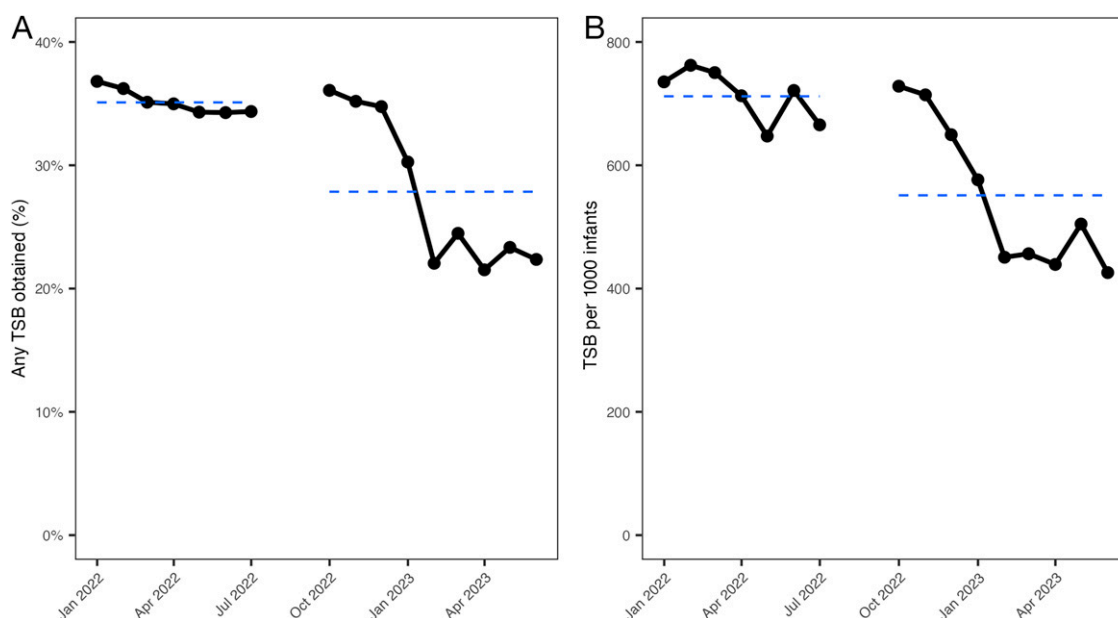 A
Any TSB obtained (%)
40%
30%
20%
10%
0%
Jan 2022
Apr 2022
Jul 2022
Oct 2022
Jan 2023
Apr 2023
B
TSB per 1000 infants
800
600
400
200
0
Jan 2022
Apr 2022
Jul 2022
Oct 2022
Jan 2023
Apr 2023